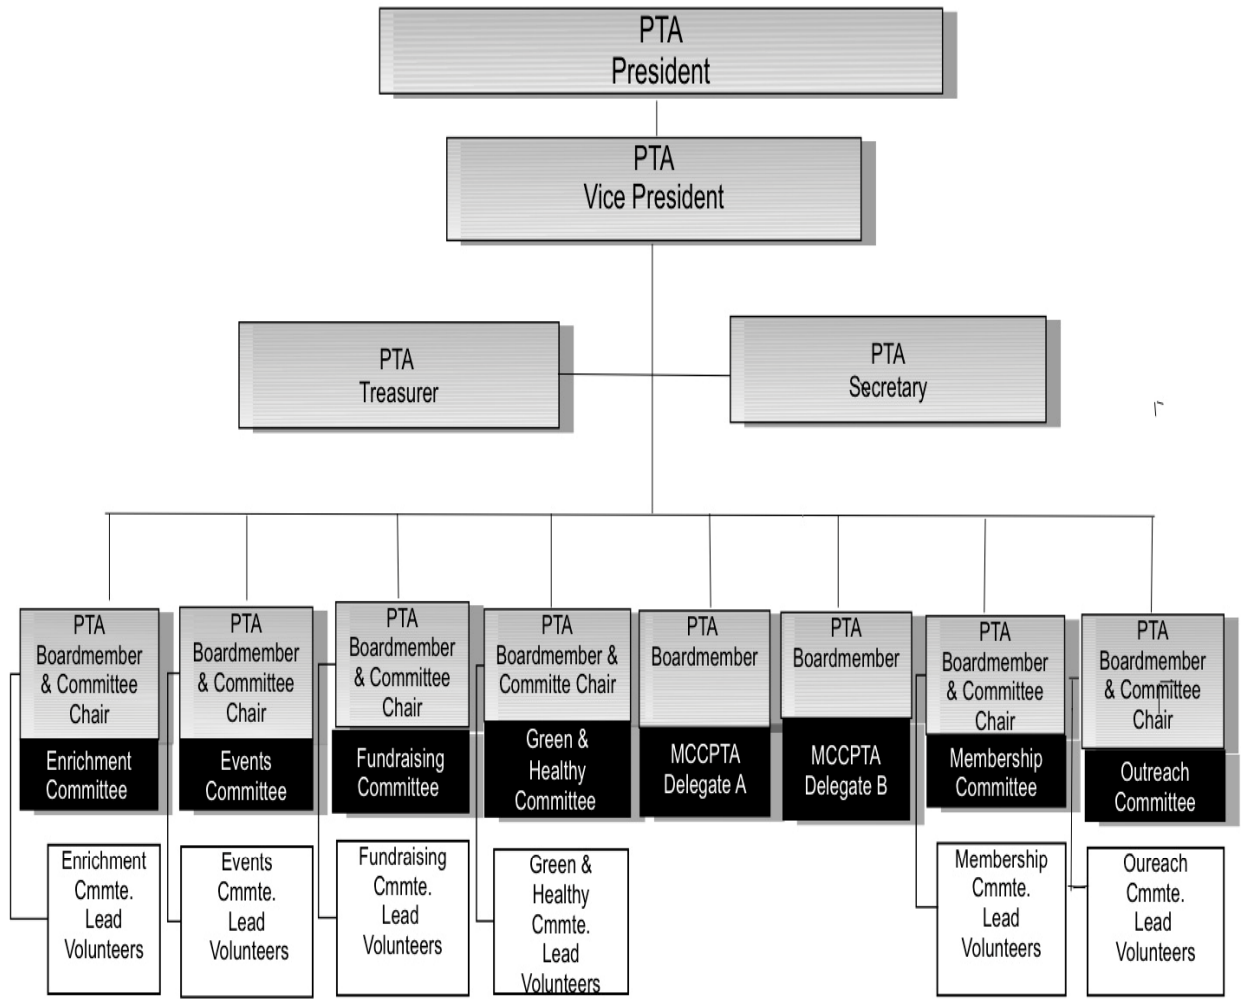 PTA
President
PTA
Vice President
PTA
Treasurer
PTA
Secretary
PTA
Boardmember
& Committee
Chair
Enrichment
Committee
PTA
Boardmember
& Committee
Chair
Events
Committee
PTA
Boardmember
& Committee
Chair
Fundraising
Committee
PTA
Boardmember &
Committe Chair
Green &
Healthy
Committee
PTA
Boardmember
MCCPTA
Delegate A
PTA
Boardmember
MCCPTA
Delegate B
PTA
Boardmember
& Committee
Chair
Membership
Committee
PTA
Boardmember
& Committee
Chair
Outreach
Committee
Enrichment
Cmmte.
Lead
Volunteers
Events
Cmmte.
Lead
Volunteers
Fundraising
Cmmte.
Lead
Volunteers
Green &
Healthy
Cmmte.
Lead
Volunteers
Membership
Cmmte.
Lead
Volunteers
Oureach
Cmmte.
Lead
Volunteers